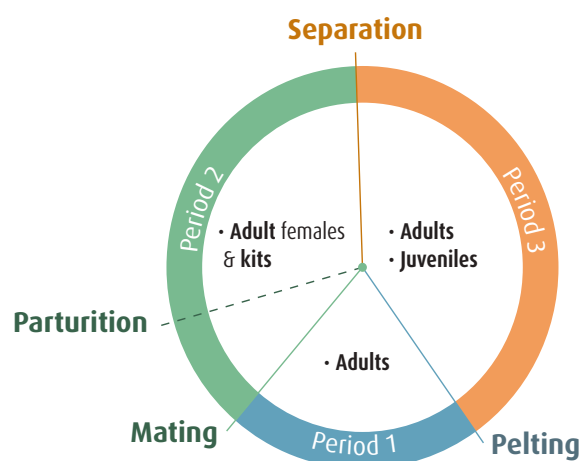 Separation
Period 2
Period 3
· Adult females
& kits
· Adults
· Juveniles
Parturition
· Adults
Mating
Period 1
Pelting